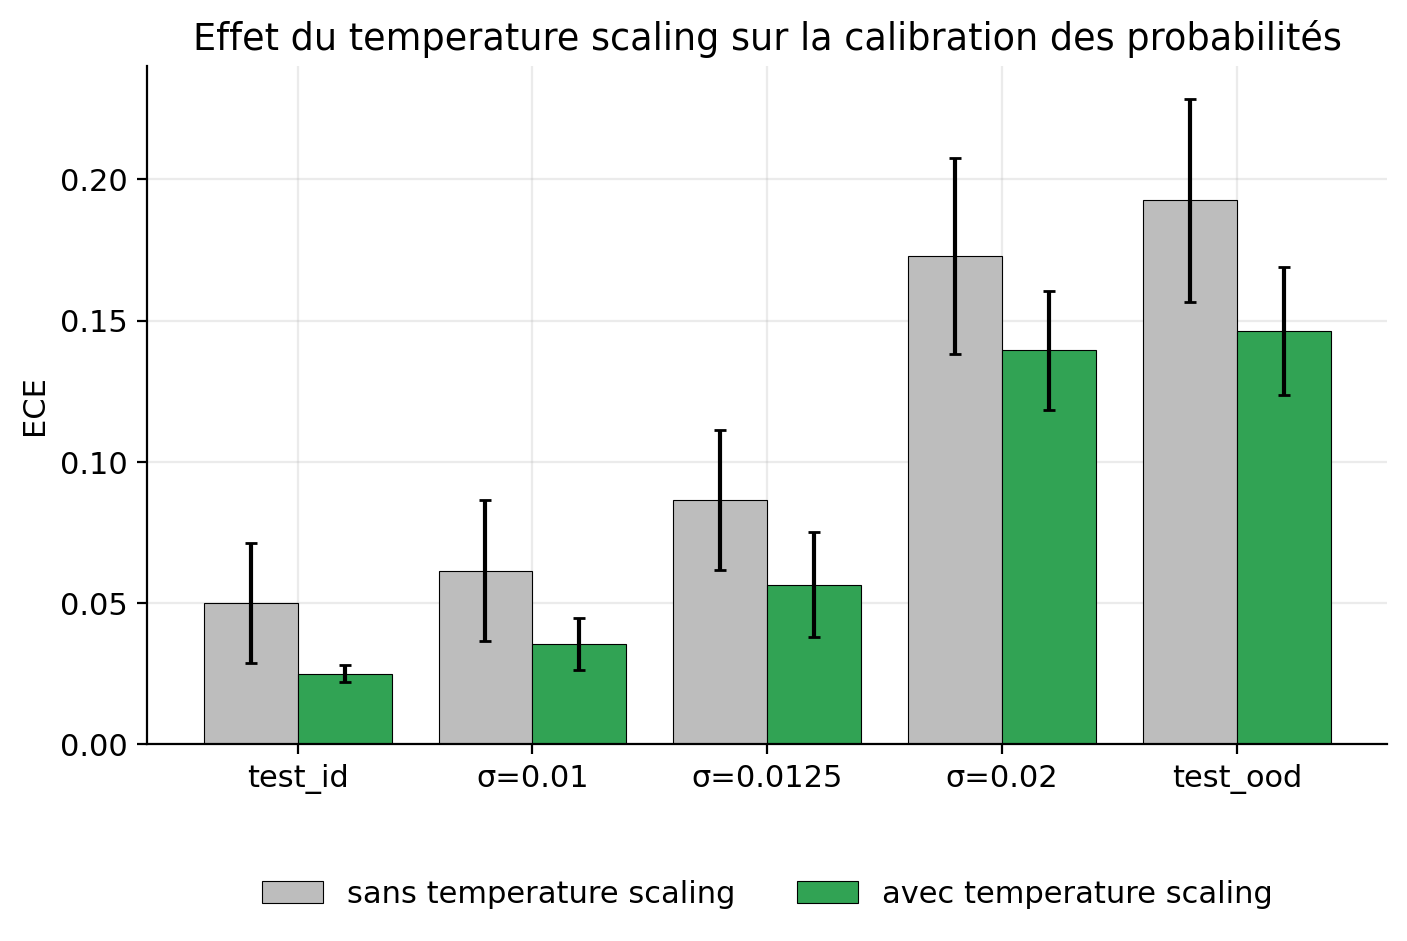 Effet du temperature scaling sur la calibration des probabilités
ECE
0.20
0.15
0.10
0.05
0.00
test_id
σ=0.01
σ=0.0125
σ=0.02
test_ood
sans temperature scaling
avec temperature scaling